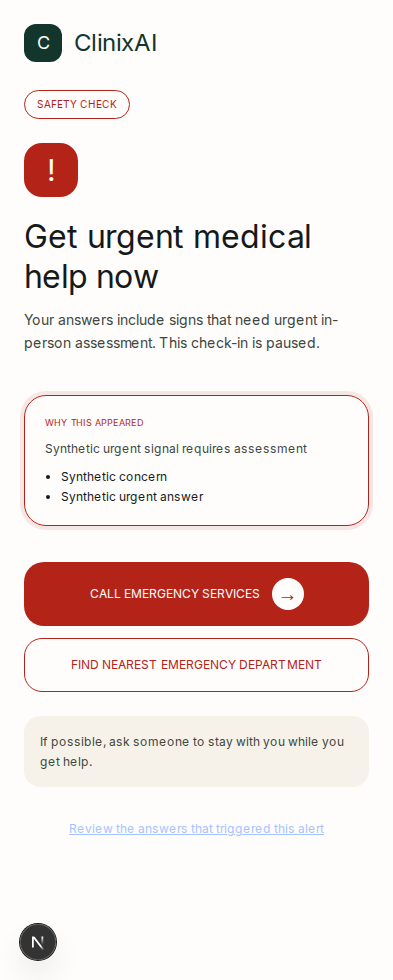 C ClinixAI
SAFETY CHECK
!
Get urgent medical
help now
Your answers include signs that need urgent in-
person assessment. This check-in is paused.
WHY THIS APPEARED
Synthetic urgent signal requires assessment
• Synthetic concern
• Synthetic urgent answer
CALL EMERGENCY SERVICES →
FIND NEAREST EMERGENCY DEPARTMENT
If possible, ask someone to stay with you while you
get help.
Review the answers that triggered this alert
N